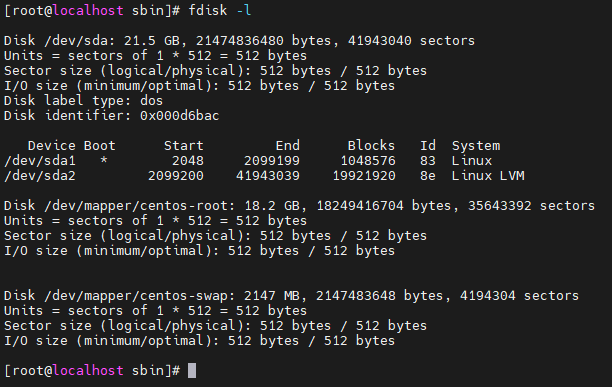 [root@localhost sbin]# fdisk -l
Disk /dev/sda: 21.5 GB, 21474836480 bytes, 41943040 sectors
Units = sectors of 1 * 512 = 512 bytes
Sector size (logical/physical): 512 bytes / 512 bytes
I/O size (minimum/optimal): 512 bytes / 512 bytes
Disk label type: dos
Disk identifier: 0x000d6bac
Device Boot Start End Blocks Id System
/dev/sda1 * 2048 2099199 1048576 83 Linux
/dev/sda2 2099200 41943039 19921920 8e Linux LVM
Disk /dev/mapper/centos-root: 18.2 GB, 18249416704 bytes, 35643392 sectors
Units = sectors of 1 * 512 = 512 bytes
Sector size (logical/physical): 512 bytes / 512 bytes
I/O size (minimum/optimal): 512 bytes / 512 bytes
Disk /dev/mapper/centos-swap: 2147 MB, 2147483648 bytes, 4194304 sectors
Units = sectors of 1 * 512 = 512 bytes
Sector size (logical/physical): 512 bytes / 512 bytes
I/O size (minimum/optimal): 512 bytes / 512 bytes
[root@localhost sbin]#